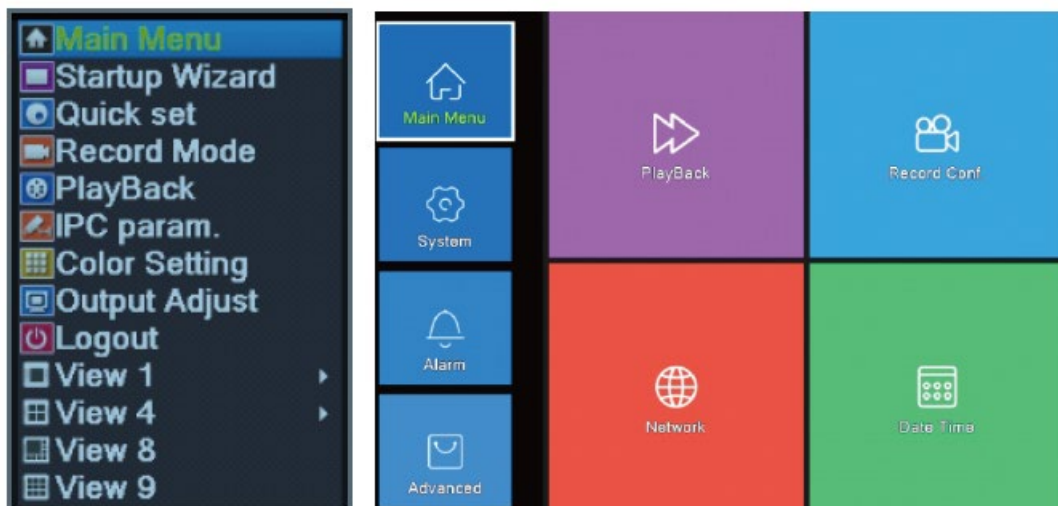 Main Menu
Startup Wizard
Quick set
Record Mode
PlayBack
IPC param.
Color Setting
Output Adjust
Logout
View 1
View 4
View 8
View 9
Main Menu
System
Alarm
Advanced
PlayBack
Record Conf.
Network
Date Time